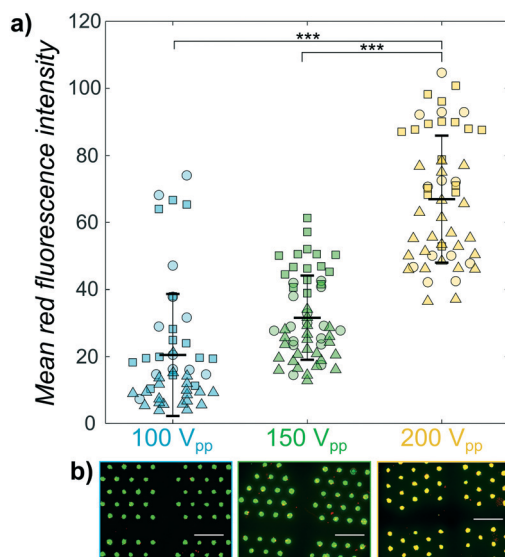 a)
Mean red fluorescence intensity
120
100
80
60
40
20
0
***
***
100 Vpp
150 Vpp
200 Vpp
b)